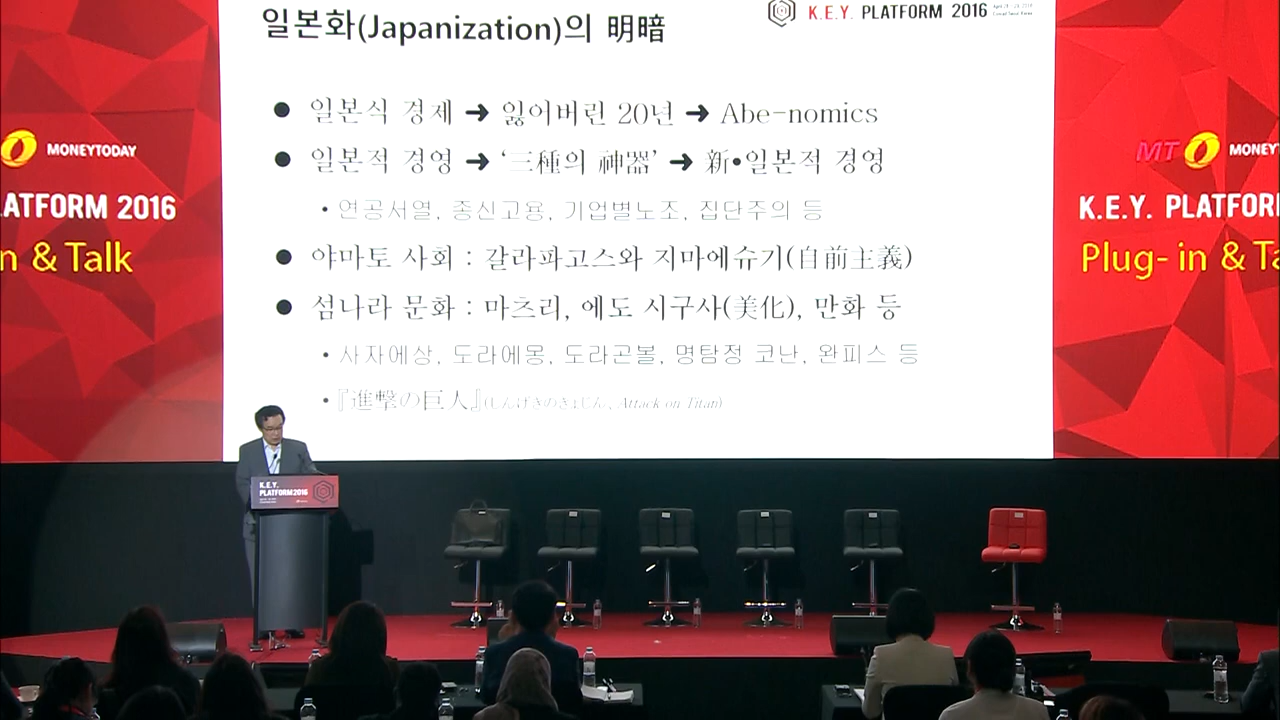 일본화(Japanization)의 明暗
K.E.Y. PLATFORM 2016
● 일본식 경제 ➜ 잃어버린 20년 ➜ Abe-nomics
● 일본적 경영 ➜ ‘三種의 神器’ ➜ 新•일본적 경영
• 연공서열, 종신고용, 기업별노조, 집단주의 등
● 야마토 사회 : 갈라파고스와 지마에슈기(自前主義)
● 섬나라 문화 : 마츠리, 에도 시구사(美化), 만화 등
• 사자에상, 도라에몽, 도라곤볼, 명탐정 코난, 완피스 등
• 『進撃の巨人』(しんげきのきょじん, Attack on Titan)
MONEYTODAY
LATFORM 2016
n & Talk
MT MONEY
K.E.Y. PLATFOR
Plug-in & Ta
K.E.Y.
PLATFORM 2016